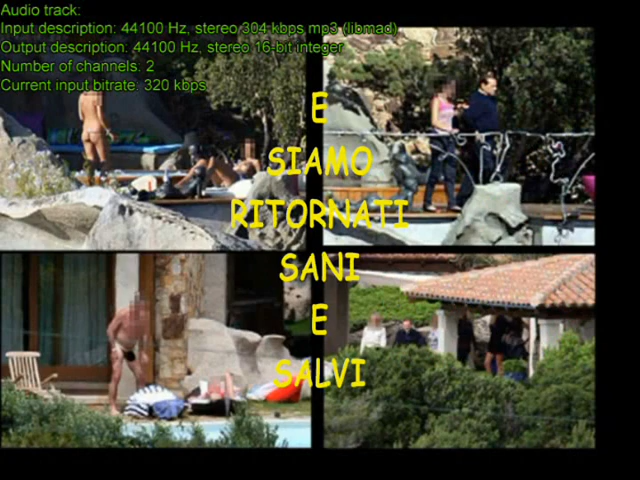 Audio track:
Input description: 44100 Hz, stereo 304 kbps mp3 (libmad)
Output description: 44100 Hz, stereo 16-bit integer
Number of channels: 2
Current input bitrate: 320 kbps
E
SIAMO
RITORNATI
SANI
E
SALVI